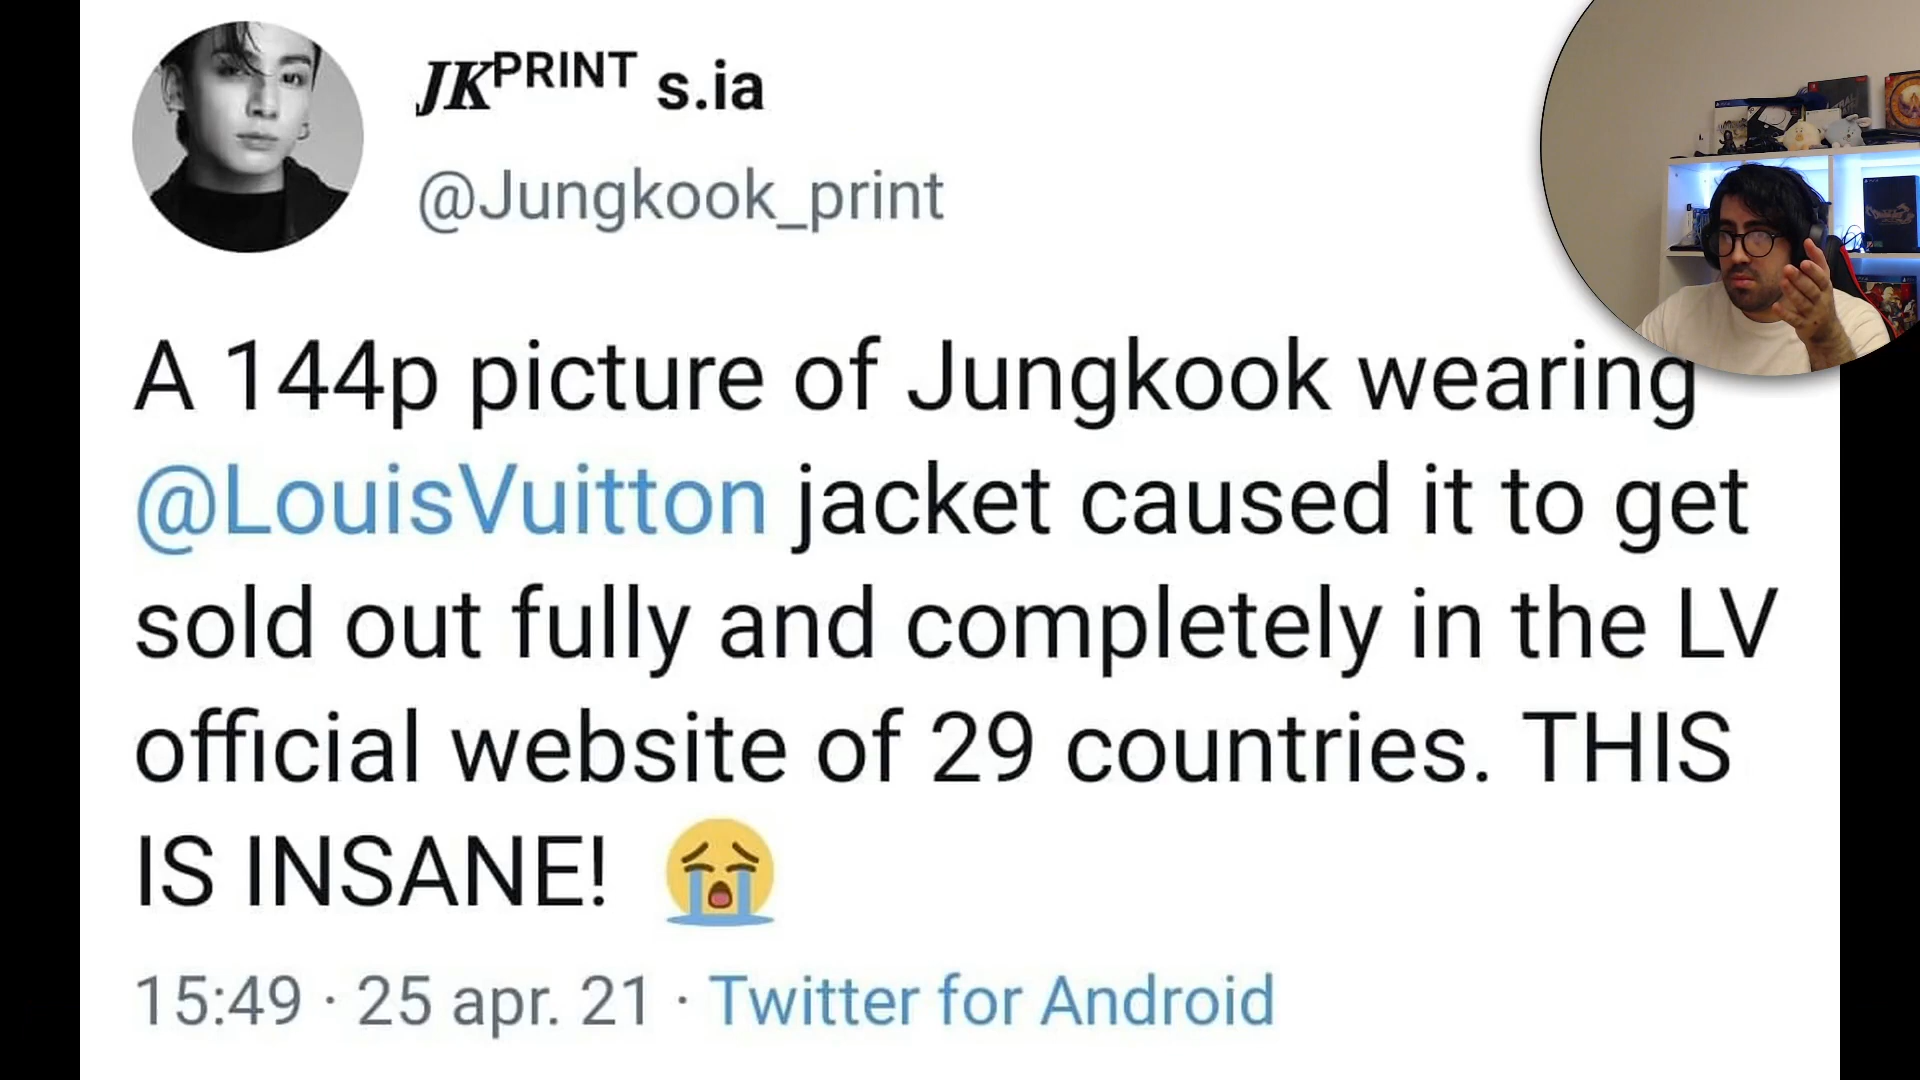 JKPRINT s.ia
@Jungkook_print
A 144p picture of Jungkook wearing
@LouisVuitton jacket caused it to get
sold out fully and completely in the LV
official website of 29 countries. THIS
IS INSANE! 😭
15:49 · 25 apr. 21 · Twitter for Android